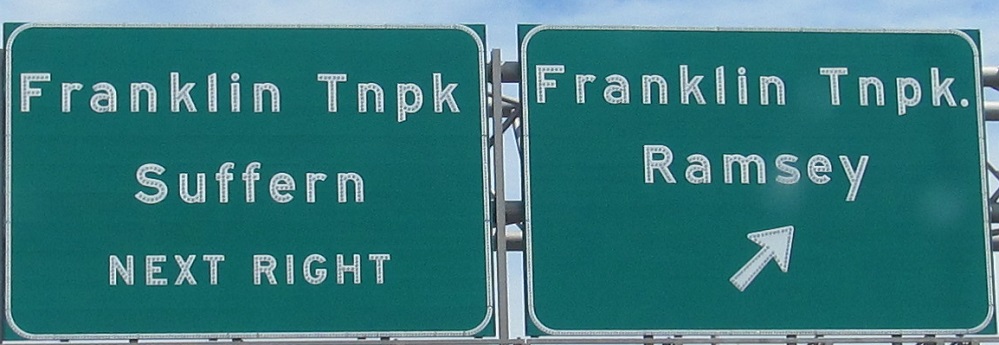 Franklin Tnpk
Suffern
NEXT RIGHT
Franklin Tnpk.
Ramsey